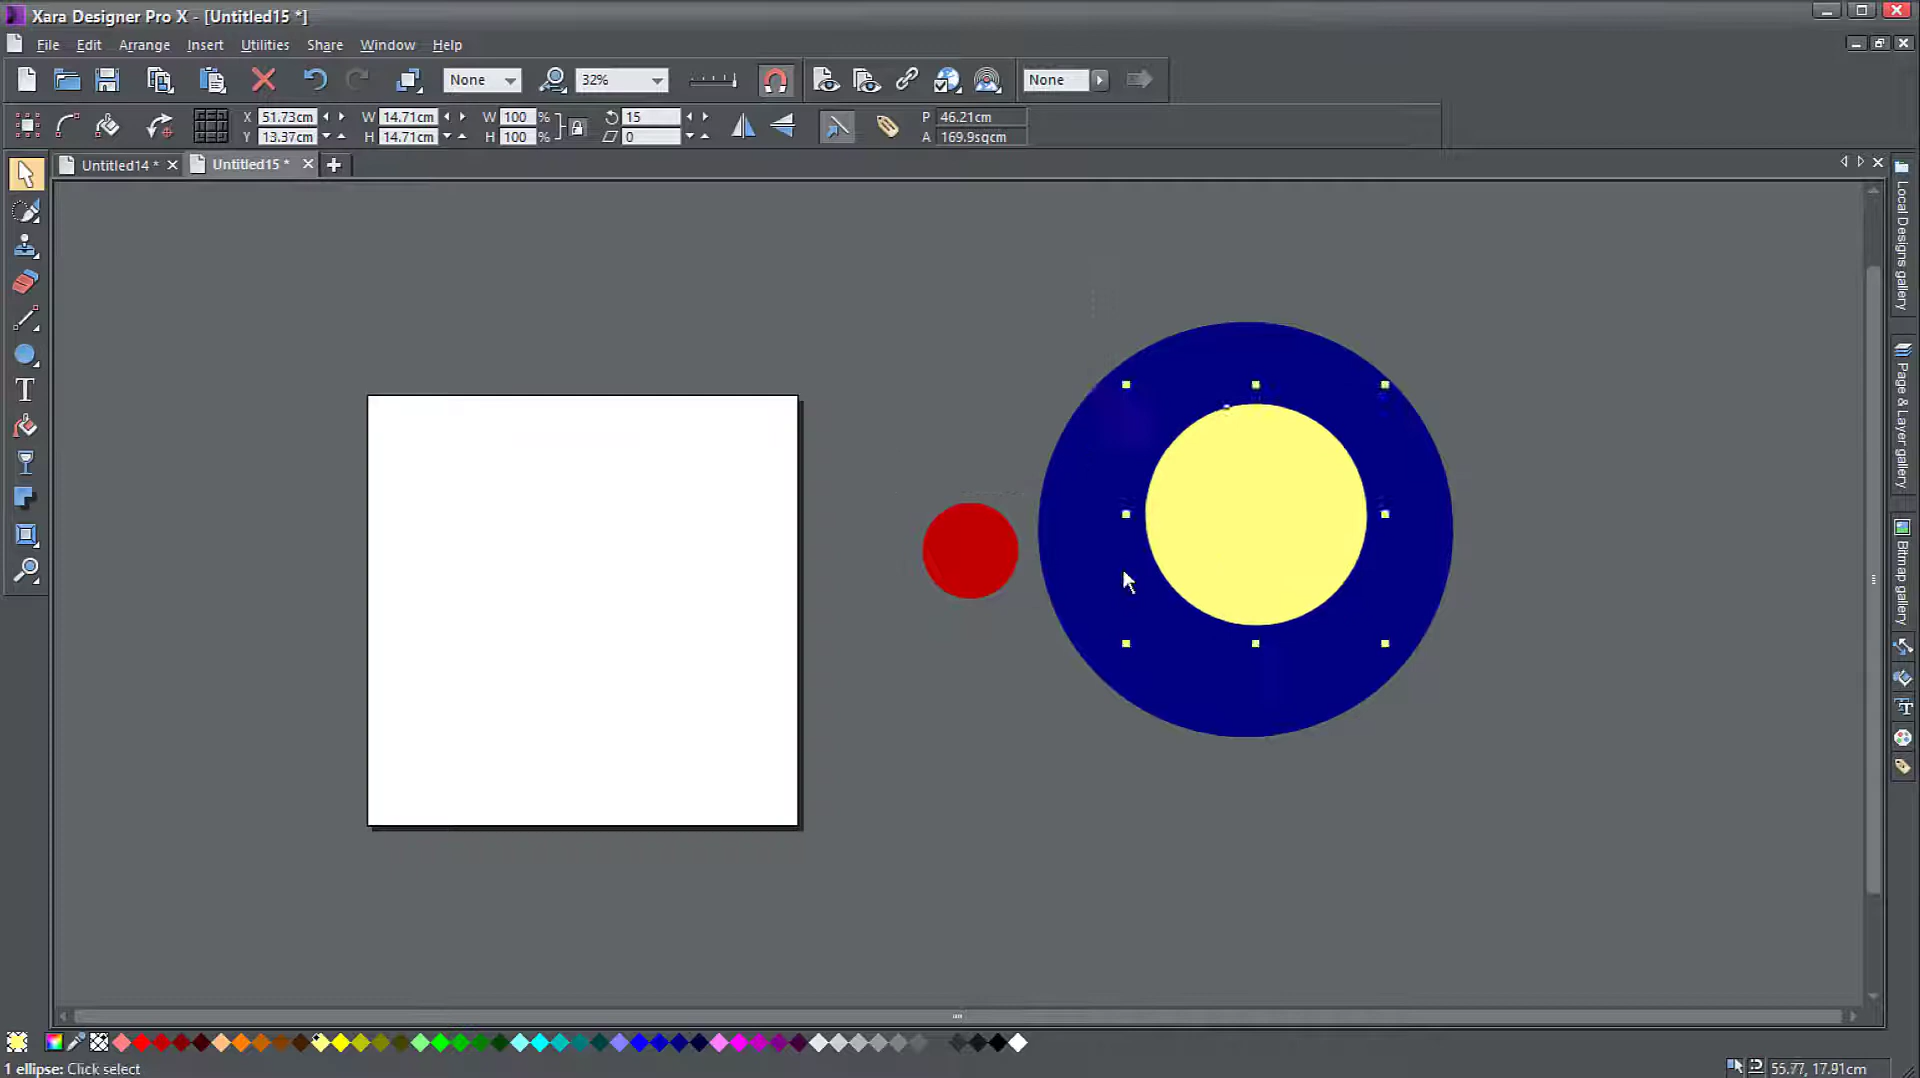 Xara Designer Pro X - [Untitled15 *]
File Edit Arrange Insert Utilities Share Window Help
None 32% None
X 51.73cm W 14.71cm W 100 % 15 P 46.21cm
Y 13.37cm H 14.71cm H 100 % 0 A 169.9sqcm
Untitled14 * Untitled15 *
T
Local Designs gallery
Page & Layer gallery
Bitmap gallery
1 ellipse: Click select
55.77, 17.91cm